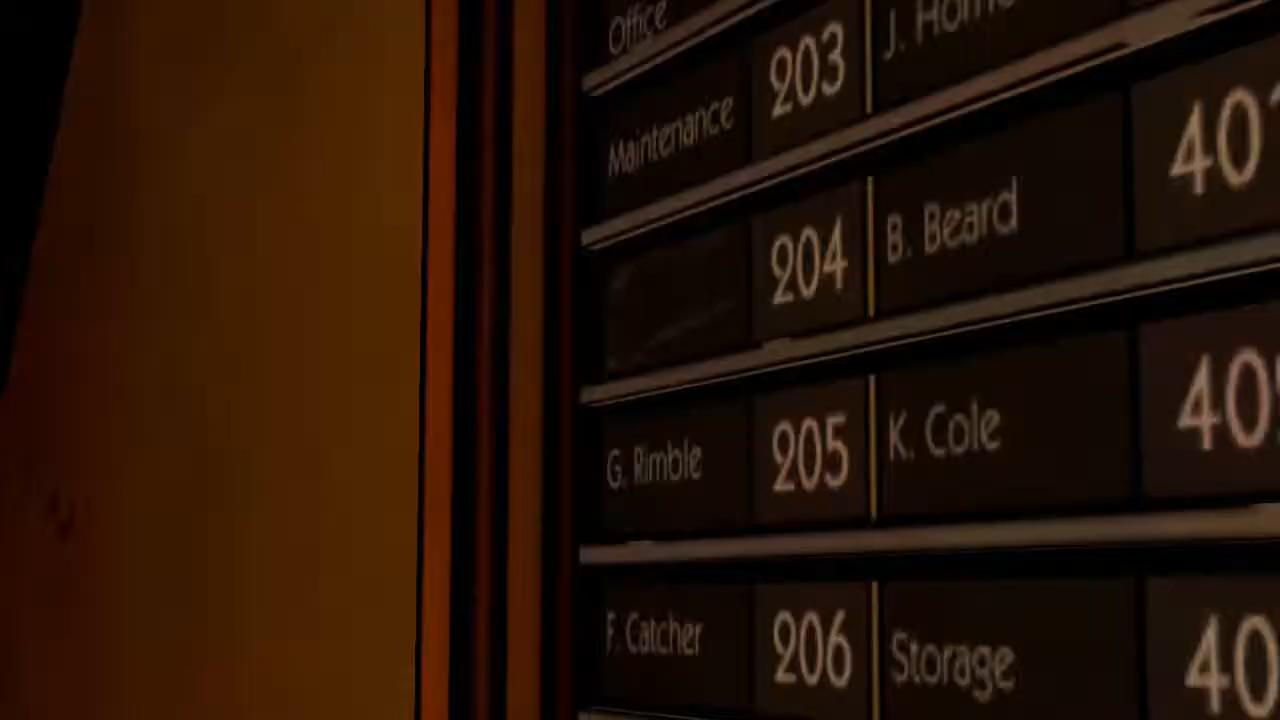 Office
Maintenance 203 J.
204 B. Beard
G. Rimble 205 K. Cole
F. Catcher 206 Storage